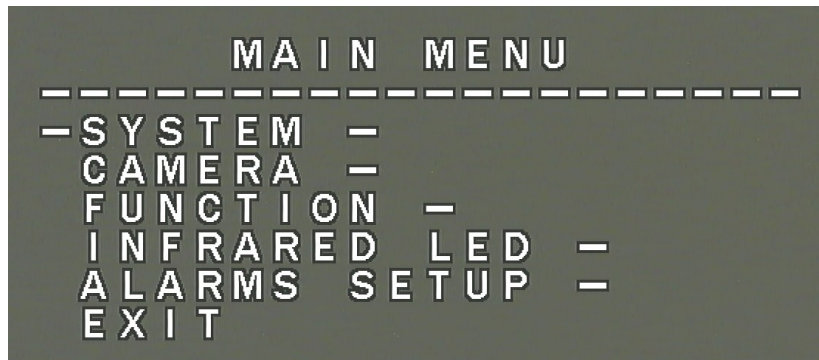 MAIN MENU
– – – – – – – – – – – – – – – – – – – –
–SYSTEM –
CAMERA –
FUNCTION –
INFRARED LED –
ALARMS SETUP –
EXIT